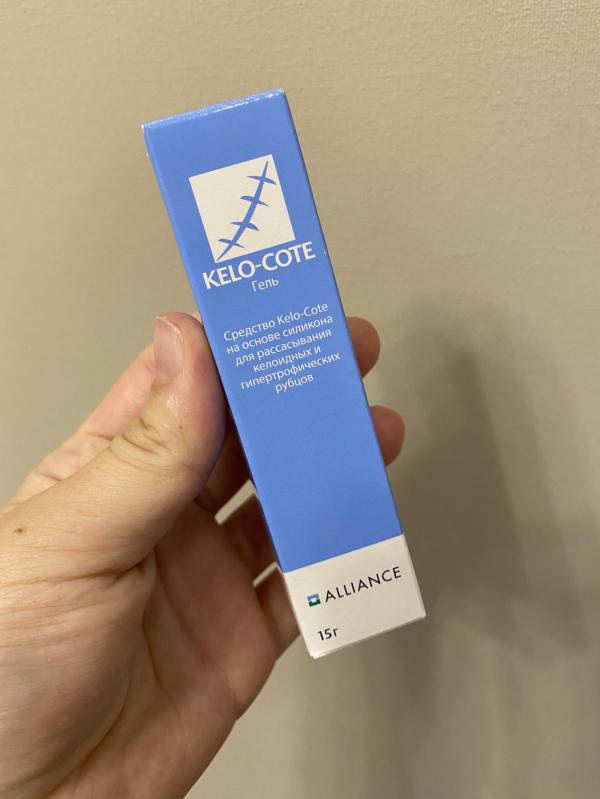 KELO-COTE
Гель
Средство Kelo-Cote
на основе силикона
для рассасывания
келоидных и
гипертрофических
рубцов
ALLIANCE
15г